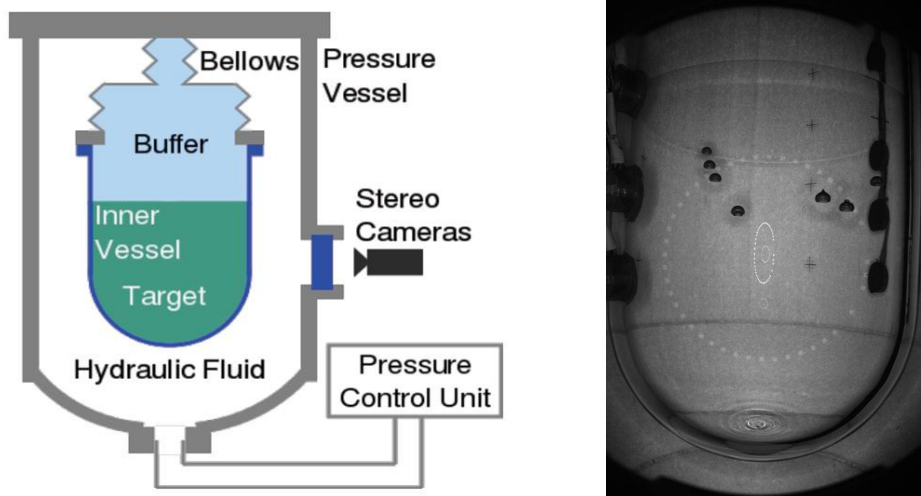 Bellows
Pressure
Vessel
Buffer
Stereo
Cameras
Inner
Vessel
Target
Hydraulic Fluid
Pressure
Control Unit